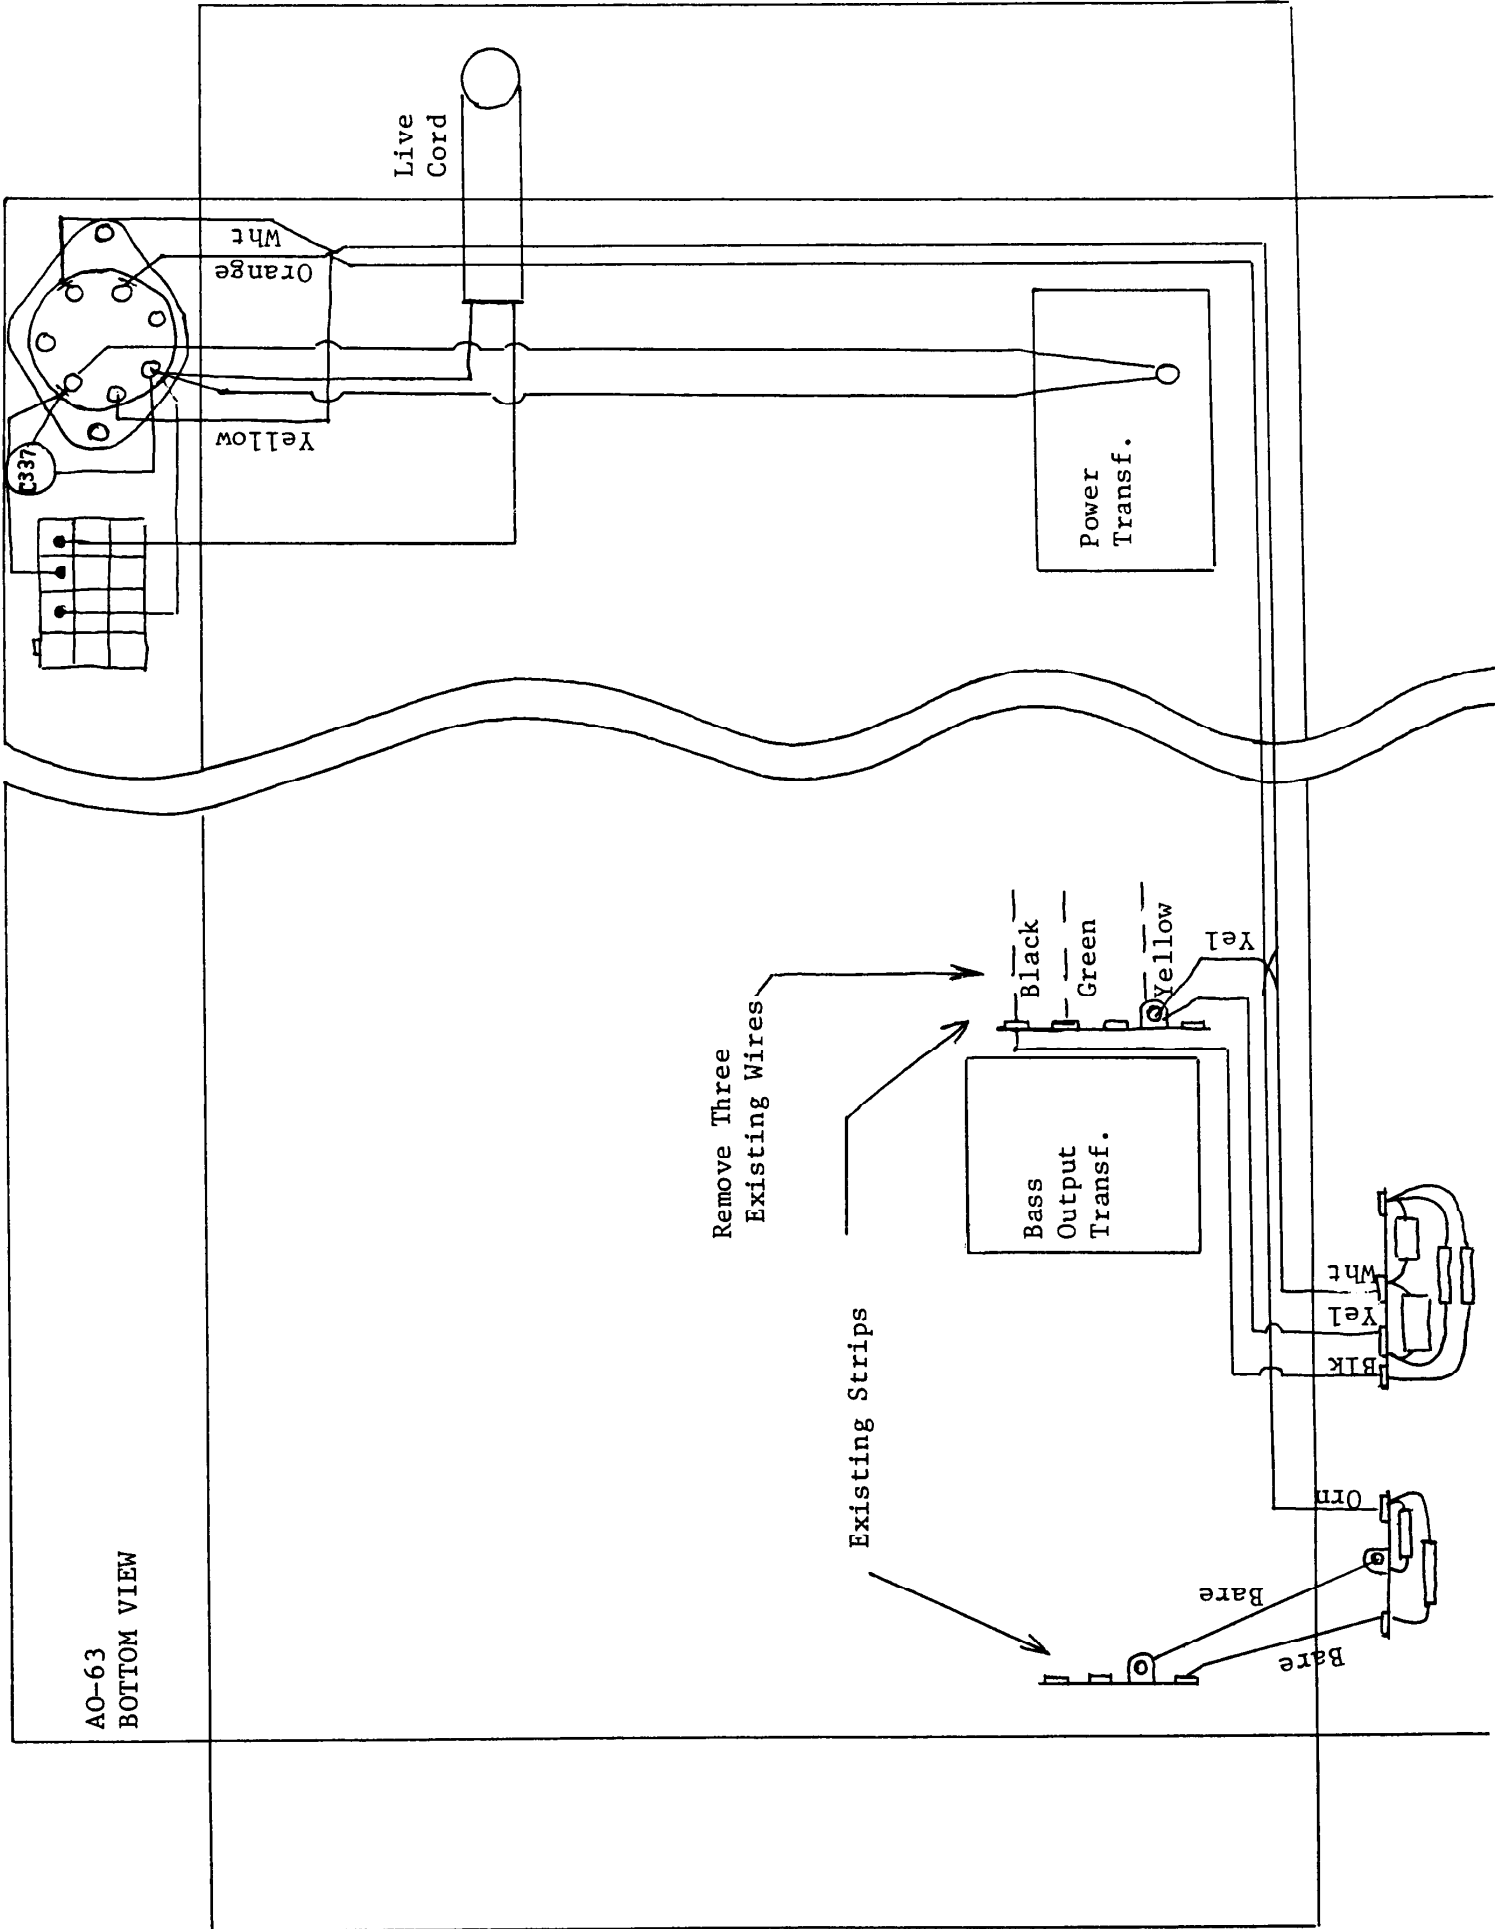 AO-63
BOTTOM VIEW
Live
Cord
Wht
Orange
Yellow
C337
Power
Transf.
Remove Three
Existing Wires
Black
Green
Yellow
Yel
Bass
Output
Transf.
Existing Strips
Wht
Yel
Blk
Orn
Bare
Bare